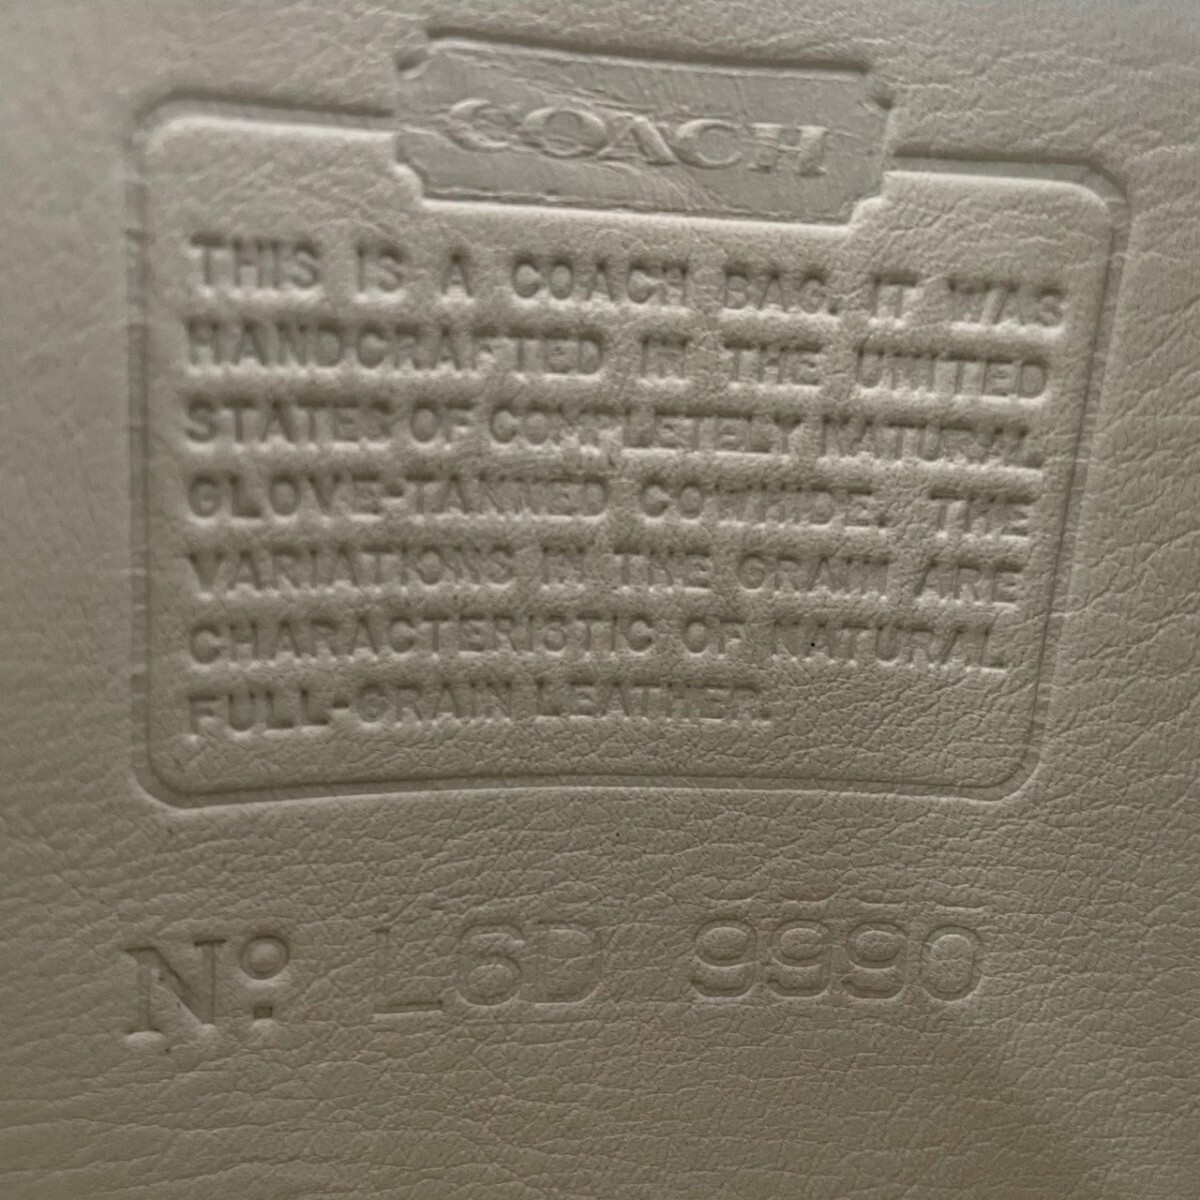 COACH
THIS IS A COACH BAG. IT WAS
HANDCRAFTED IN THE UNITED
STATES OF COMPLETELY NATURAL
GLOVE-TANNED COWHIDE. THE
VARIATIONS IN THE GRAIN ARE
CHARACTERISTIC OF NATURAL
FULL-GRAIN LEATHER.
Nº. L6D 9990